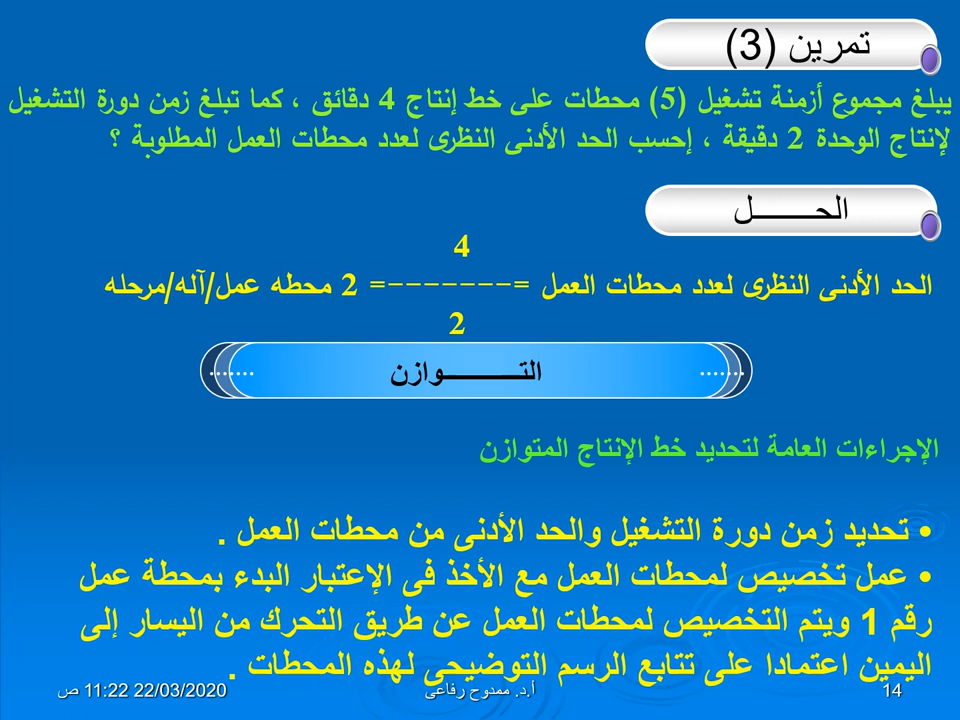 تمرين (3)
يبلغ مجموع أزمنة تشغيل (5) محطات على خط إنتاج 4 دقائق ، كما تبلغ زمن دورة التشغيل
لإنتاج الوحدة 2 دقيقة ، إحسب الحد الأدنى النظرى لعدد محطات العمل المطلوبة ؟
الحـــــــل
4
الحد الأدنى النظرى لعدد محطات العمل =-------= 2 محطه عمل/آله/مرحله
2
....... التـــــــــــوازن .......
الإجراءات العامة لتحديد خط الإنتاج المتوازن
• تحديد زمن دورة التشغيل والحد الأدنى من محطات العمل .
• عمل تخصيص لمحطات العمل مع الأخذ فى الإعتبار البدء بمحطة عمل
رقم 1 ويتم التخصيص لمحطات العمل عن طريق التحرك من اليسار إلى
اليمين اعتمادا على تتابع الرسم التوضيحى لهذه المحطات .
14 أ.د. ممدوح رفاعى 22/03/2020 11:22 ص